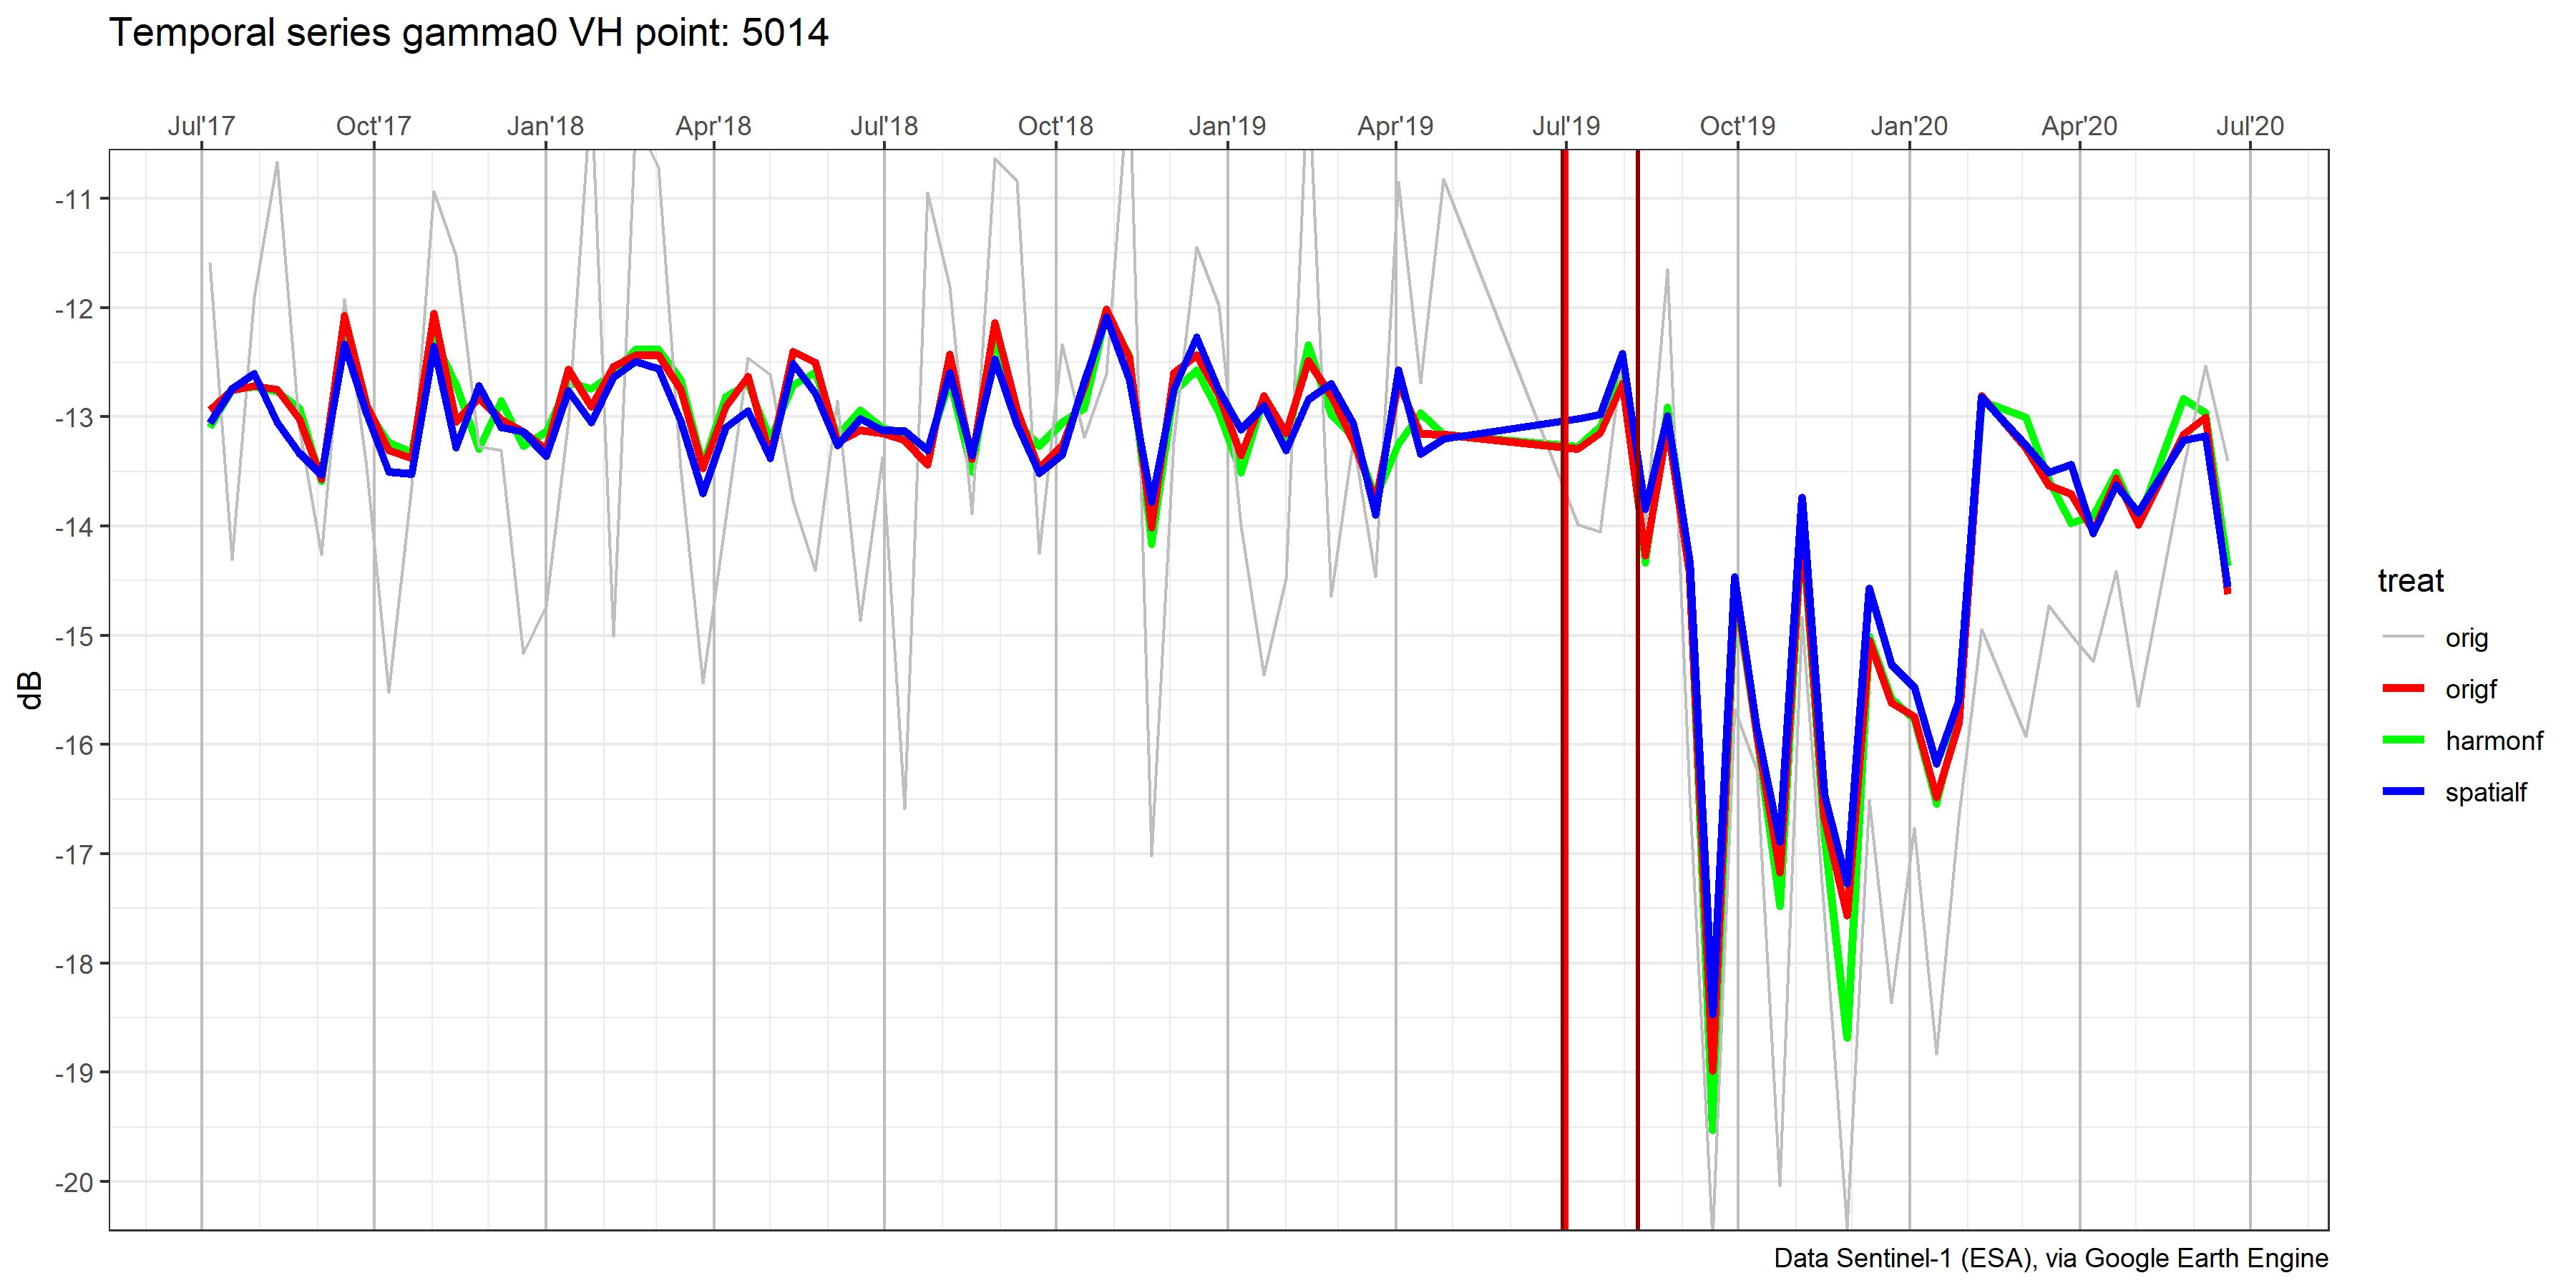 Temporal series gamma0 VH point: 5014
Jul'17 Oct'17 Jan'18 Apr'18 Jul'18 Oct'18 Jan'19 Apr'19 Jul'19 Oct'19 Jan'20 Apr'20 Jul'20
-11
-12
-13
-14
-15
-16
-17
-18
-19
-20
dB
treat
orig
origf
harmonf
spatialf
Data Sentinel-1 (ESA), via Google Earth Engine